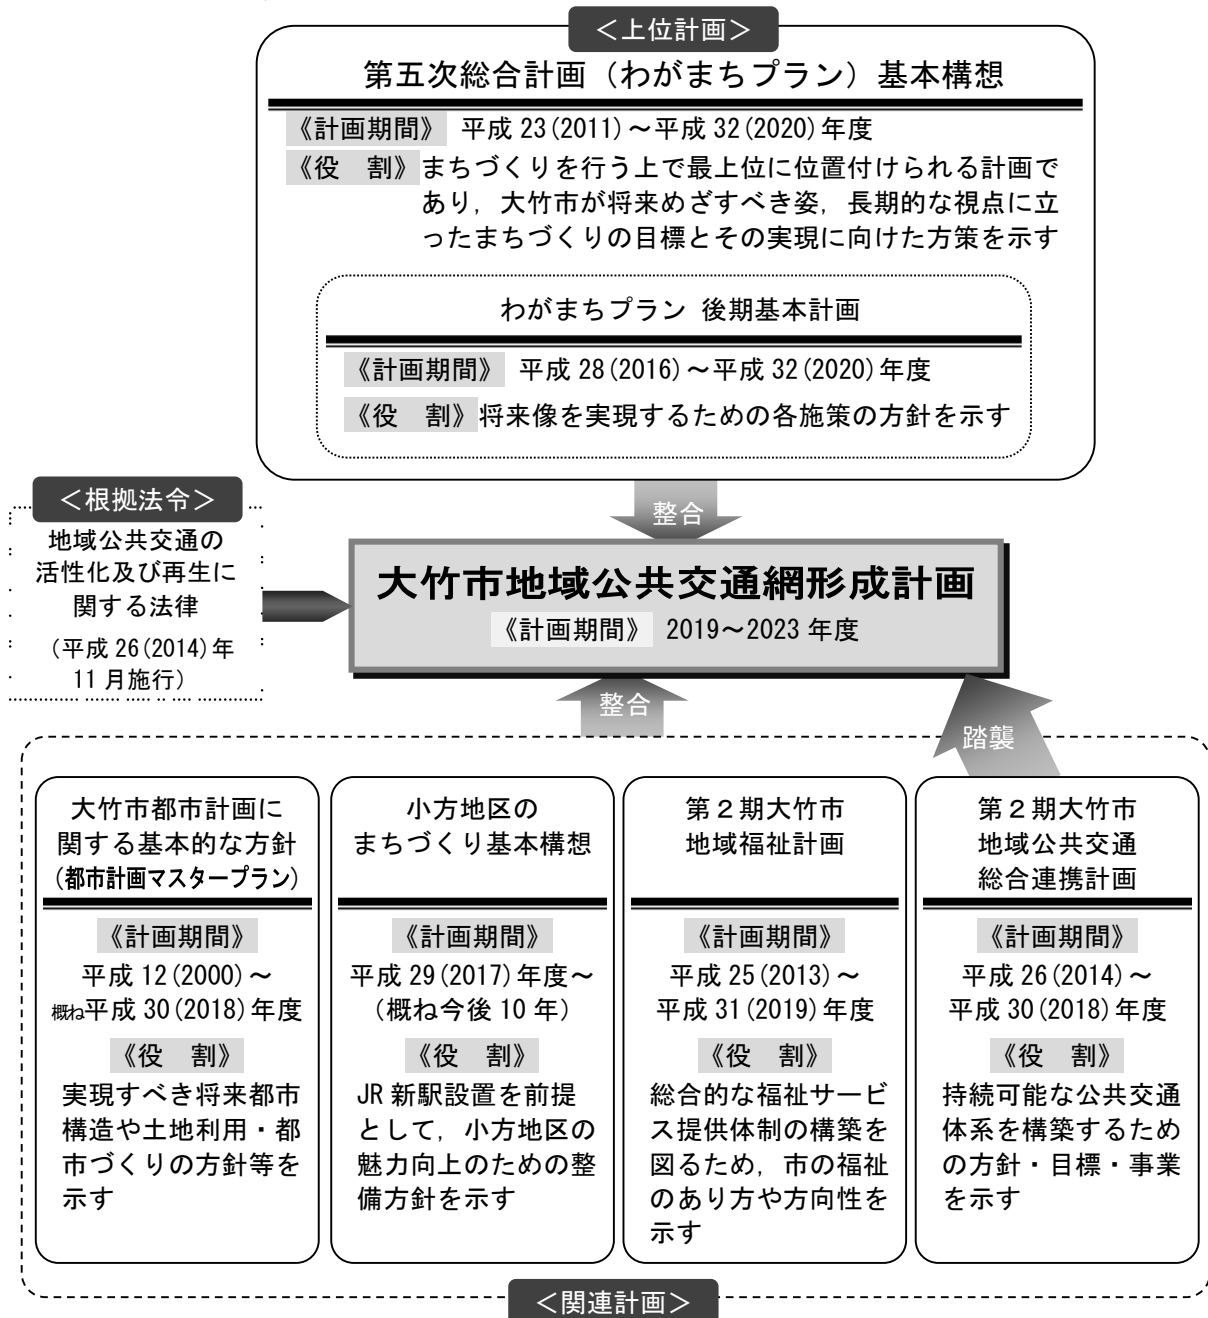 ＜上位計画＞
第五次総合計画（わがまちプラン）基本構想
《計画期間》 平成 23(2011)～平成 32(2020)年度
《役　割》まちづくりを行う上で最上位に位置付けられる計画で
あり，大竹市が将来めざすべき姿，長期的な視点に立
ったまちづくりの目標とその実現に向けた方策を示す
わがまちプラン 後期基本計画
《計画期間》 平成 28(2016)～平成 32(2020)年度
《役　割》将来像を実現するための各施策の方針を示す
＜根拠法令＞
地域公共交通の
活性化及び再生に
関する法律
（平成 26(2014)年
11 月施行）
整合
大竹市地域公共交通網形成計画
《計画期間》 2019～2023 年度
整合
踏襲
大竹市都市計画に
関する基本的な方針
（都市計画マスタープラン）
《計画期間》
平成 12(2000)～
概ね平成 30(2018)年度
《役　割》
実現すべき将来都市
構造や土地利用・都
市づくりの方針等を
示す
小方地区の
まちづくり基本構想
《計画期間》
平成 29(2017)年度～
（概ね今後 10 年）
《役　割》
JR 新駅設置を前提
として，小方地区の
魅力向上のための整
備方針を示す
第２期大竹市
地域福祉計画
《計画期間》
平成 25(2013)～
平成 31(2019)年度
《役　割》
総合的な福祉サービ
ス提供体制の構築を
図るため，市の福祉
のあり方や方向性を
示す
第２期大竹市
地域公共交通
総合連携計画
《計画期間》
平成 26(2014)～
平成 30(2018)年度
《役　割》
持続可能な公共交通
体系を構築するため
の方針・目標・事業
を示す
＜関連計画＞